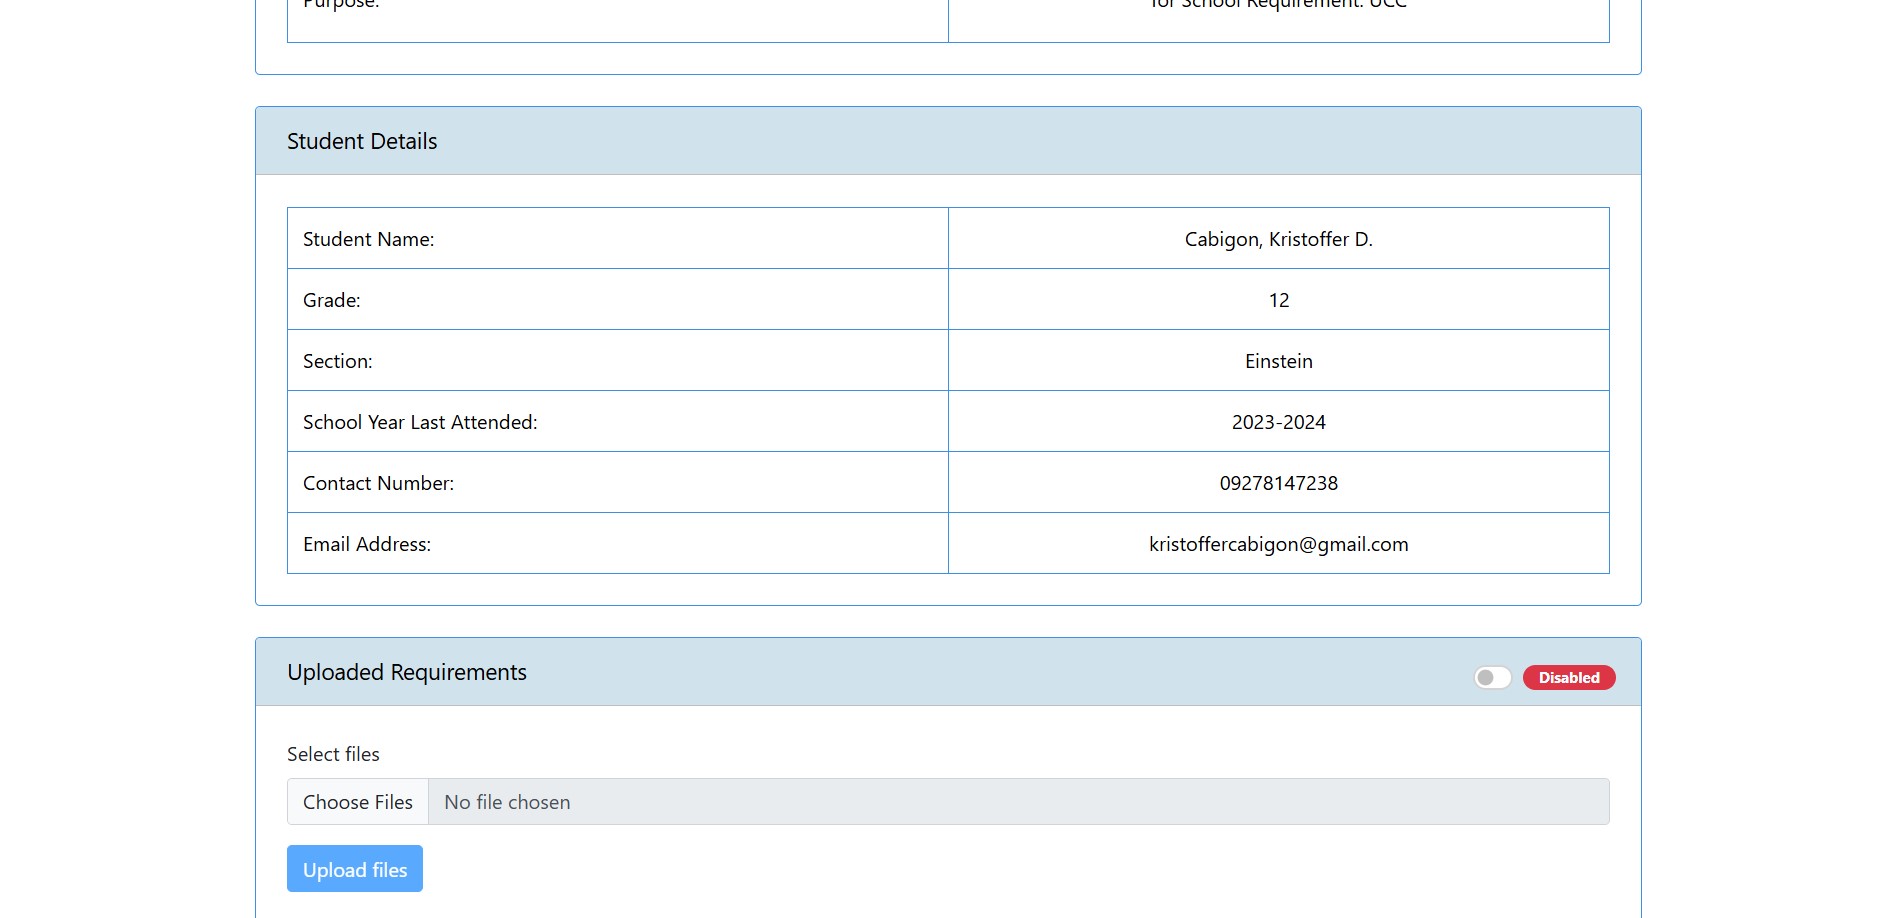 Purpose: for School Requirement: UCC
Student Details
Student Name: Cabigon, Kristoffer D.
Grade: 12
Section: Einstein
School Year Last Attended: 2023-2024
Contact Number: 09278147238
Email Address: kristoffercabigon@gmail.com
Uploaded Requirements Disabled
Select files
Choose Files No file chosen
Upload files